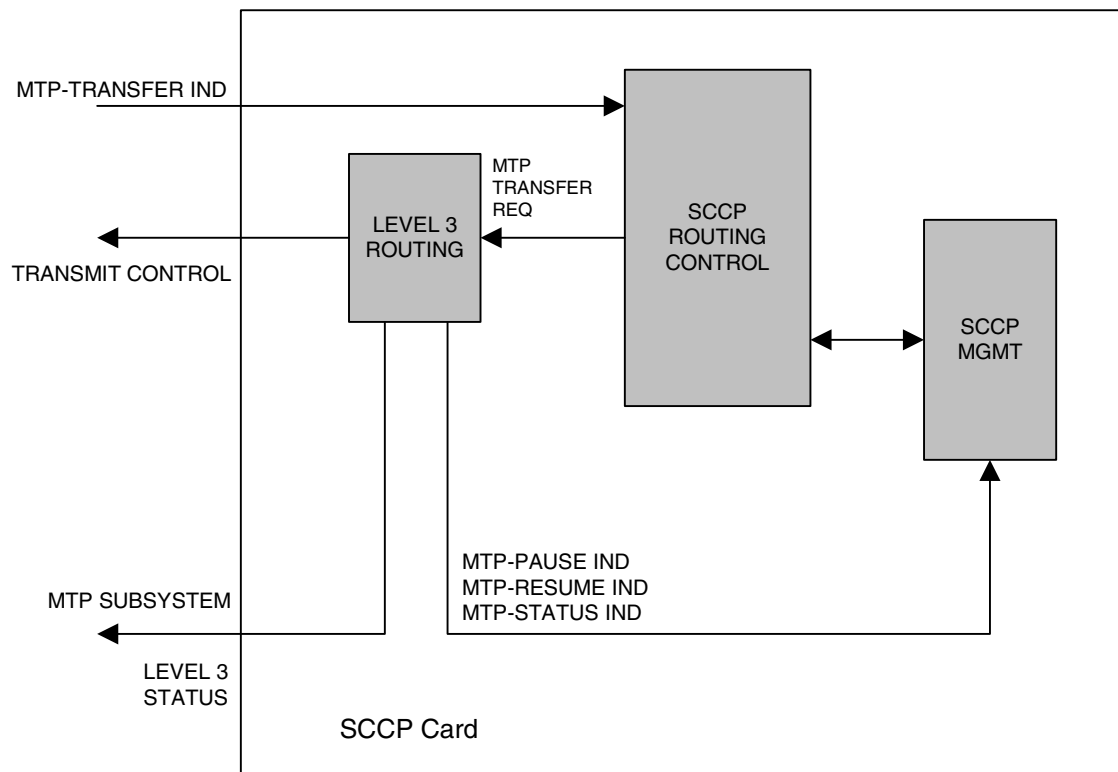 MTP-TRANSFER IND
MTP
TRANSFER
REQ
LEVEL 3
ROUTING
SCCP
ROUTING
CONTROL
TRANSMIT CONTROL
SCCP
MGMT
MTP-PAUSE IND
MTP-RESUME IND
MTP-STATUS IND
MTP SUBSYSTEM
LEVEL 3
STATUS
SCCP Card